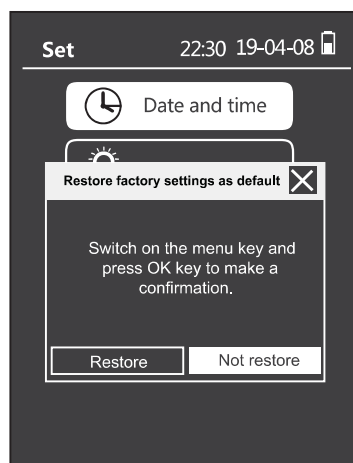 Set 22:30 19-04-08
Date and time
Restore factory settings as default
Switch on the menu key and
press OK key to make a
confirmation.
Restore Not restore